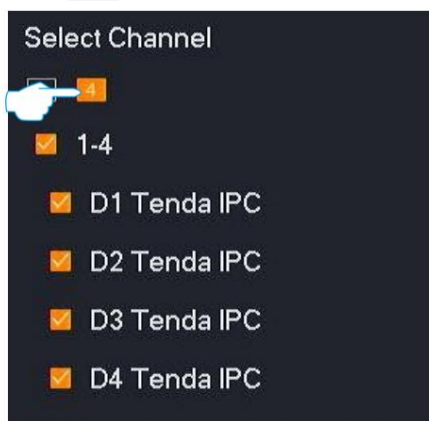 Select Channel
4
1-4
D1 Tenda IPC
D2 Tenda IPC
D3 Tenda IPC
D4 Tenda IPC